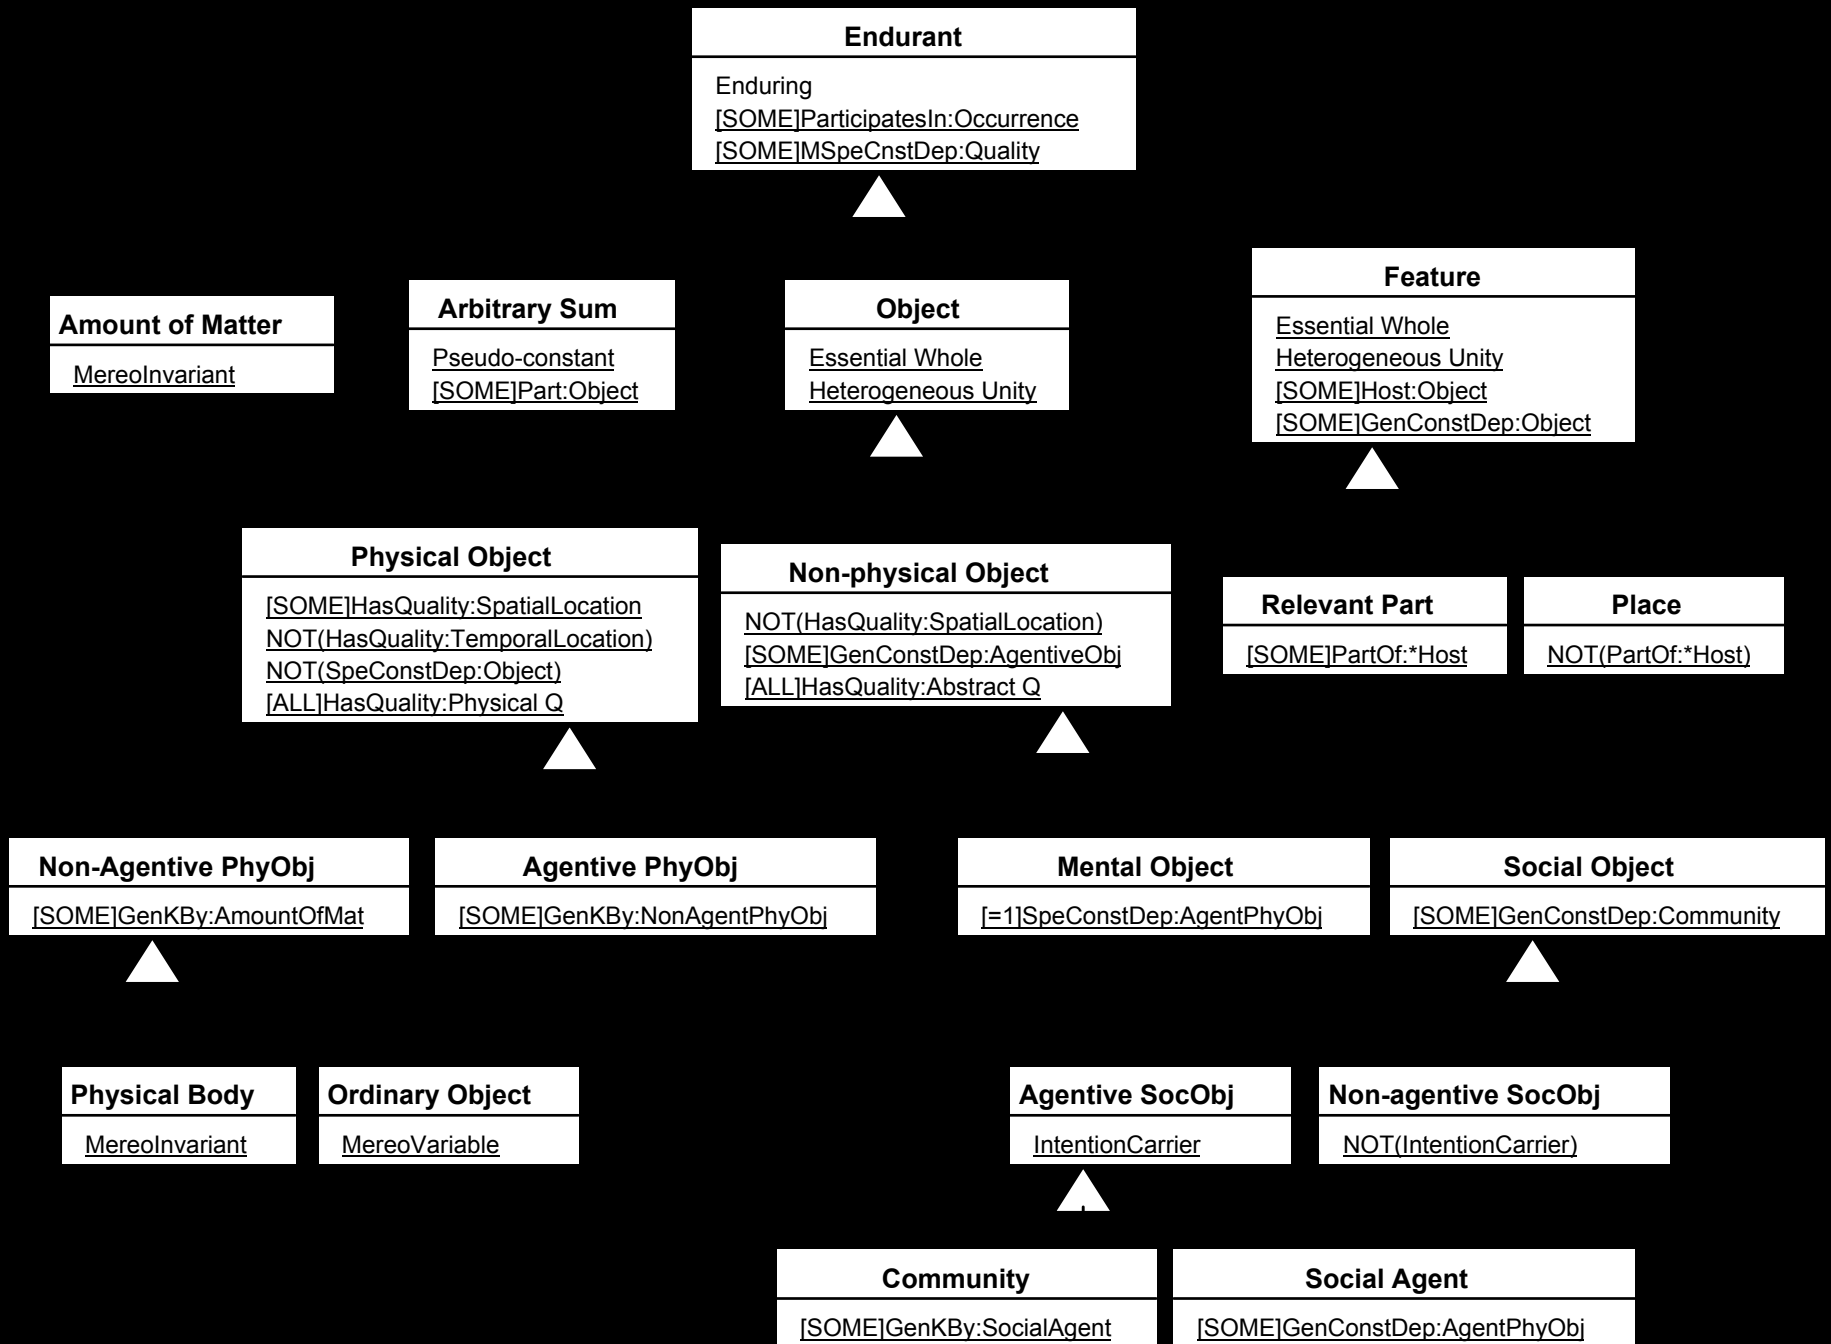 Endurant
Enduring
[SOME]ParticipatesIn:Occurrence
[SOME]MSpeCnstDep:Quality
Amount of Matter
MereoInvariant
Arbitrary Sum
Pseudo-constant
[SOME]Part:Object
Object
Essential Whole
Heterogeneous Unity
Feature
Essential Whole
Heterogeneous Unity
[SOME]Host:Object
[SOME]GenConstDep:Object
Physical Object
[SOME]HasQuality:SpatialLocation
NOT(HasQuality:TemporalLocation)
NOT(SpeConstDep:Object)
[ALL]HasQuality:Physical Q
Non-physical Object
NOT(HasQuality:SpatialLocation)
[SOME]GenConstDep:AgentiveObj
[ALL]HasQuality:Abstract Q
Relevant Part
[SOME]PartOf:*Host
Place
NOT(PartOf:*Host)
Non-Agentive PhyObj
[SOME]GenKBy:AmountOfMat
Agentive PhyObj
[SOME]GenKBy:NonAgentPhyObj
Mental Object
[=1]SpeConstDep:AgentPhyObj
Social Object
[SOME]GenConstDep:Community
Physical Body
MereoInvariant
Ordinary Object
MereoVariable
Agentive SocObj
IntentionCarrier
Non-agentive SocObj
NOT(IntentionCarrier)
Community
[SOME]GenKBy:SocialAgent
Social Agent
[SOME]GenConstDep:AgentPhyObj